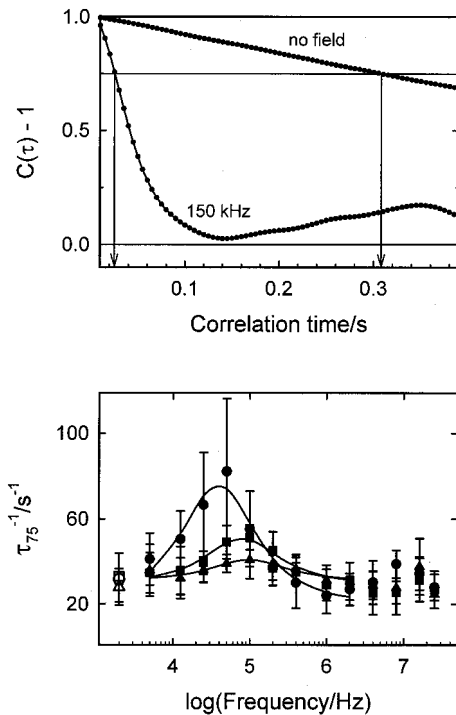 1.0
0.5
0.0
C(τ) - 1
no field
150 kHz
0.1 0.2 0.3
Correlation time/s
100
60
20
τ75⁻¹/s⁻¹
4 5 6 7
log(Frequency/Hz)